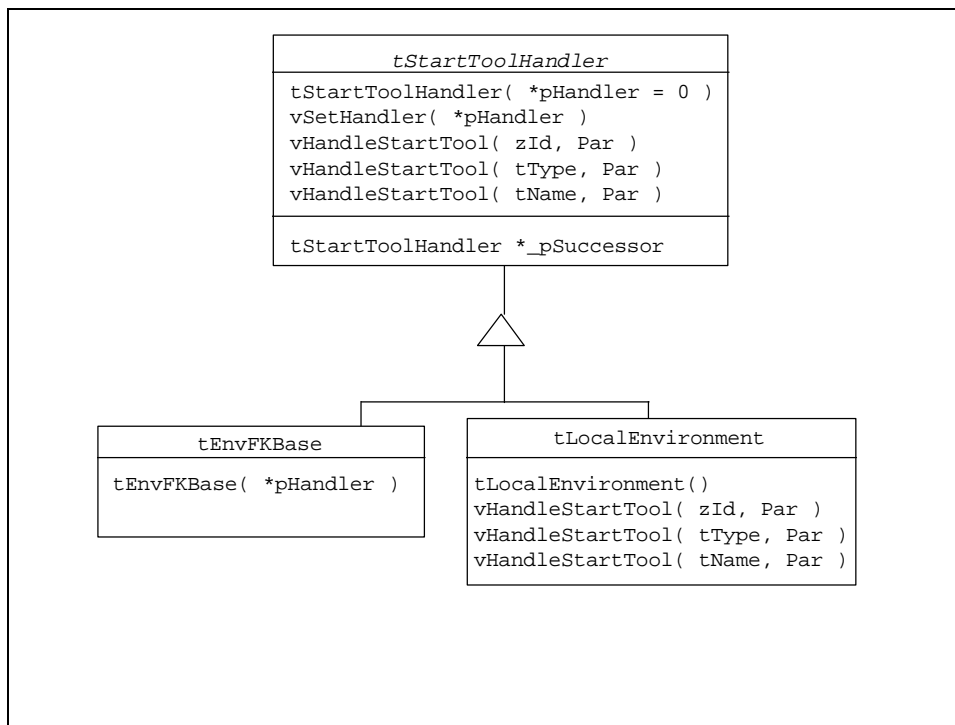 tStartToolHandler
tStartToolHandler( *pHandler = 0 )
vSetHandler( *pHandler )
vHandleStartTool( zId, Par )
vHandleStartTool( tType, Par )
vHandleStartTool( tName, Par )
tStartToolHandler *_pSuccessor
tEnvFKBase
tEnvFKBase( *pHandler )
tLocalEnvironment
tLocalEnvironment()
vHandleStartTool( zId, Par )
vHandleStartTool( tType, Par )
vHandleStartTool( tName, Par )